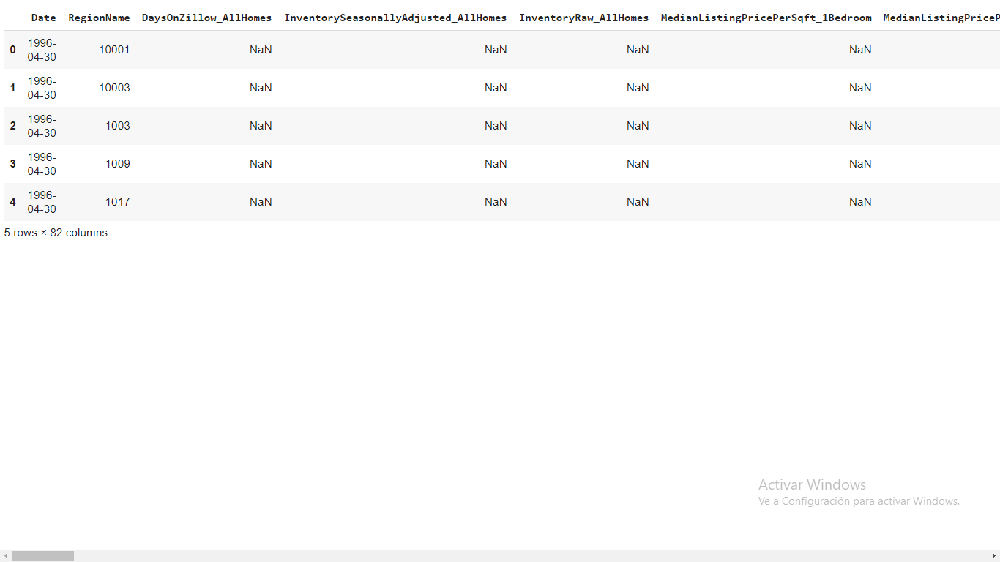 Date RegionName DaysOnZillow_AllHomes InventorySeasonallyAdjusted_AllHomes InventoryRaw_AllHomes MedianListingPricePerSqft_1Bedroom MedianListingPriceP
0 1996-04-30 10001 NaN NaN NaN NaN
1 1996-04-30 10003 NaN NaN NaN NaN
2 1996-04-30 1003 NaN NaN NaN NaN
3 1996-04-30 1009 NaN NaN NaN NaN
4 1996-04-30 1017 NaN NaN NaN NaN
5 rows × 82 columns
Activar Windows
Ve a Configuración para activar Windows.